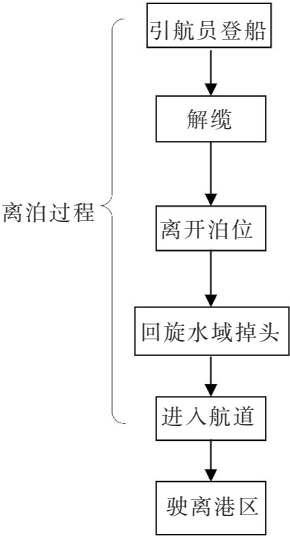 引航员登船
解缆
离泊过程
离开泊位
回旋水域掉头
进入航道
驶离港区